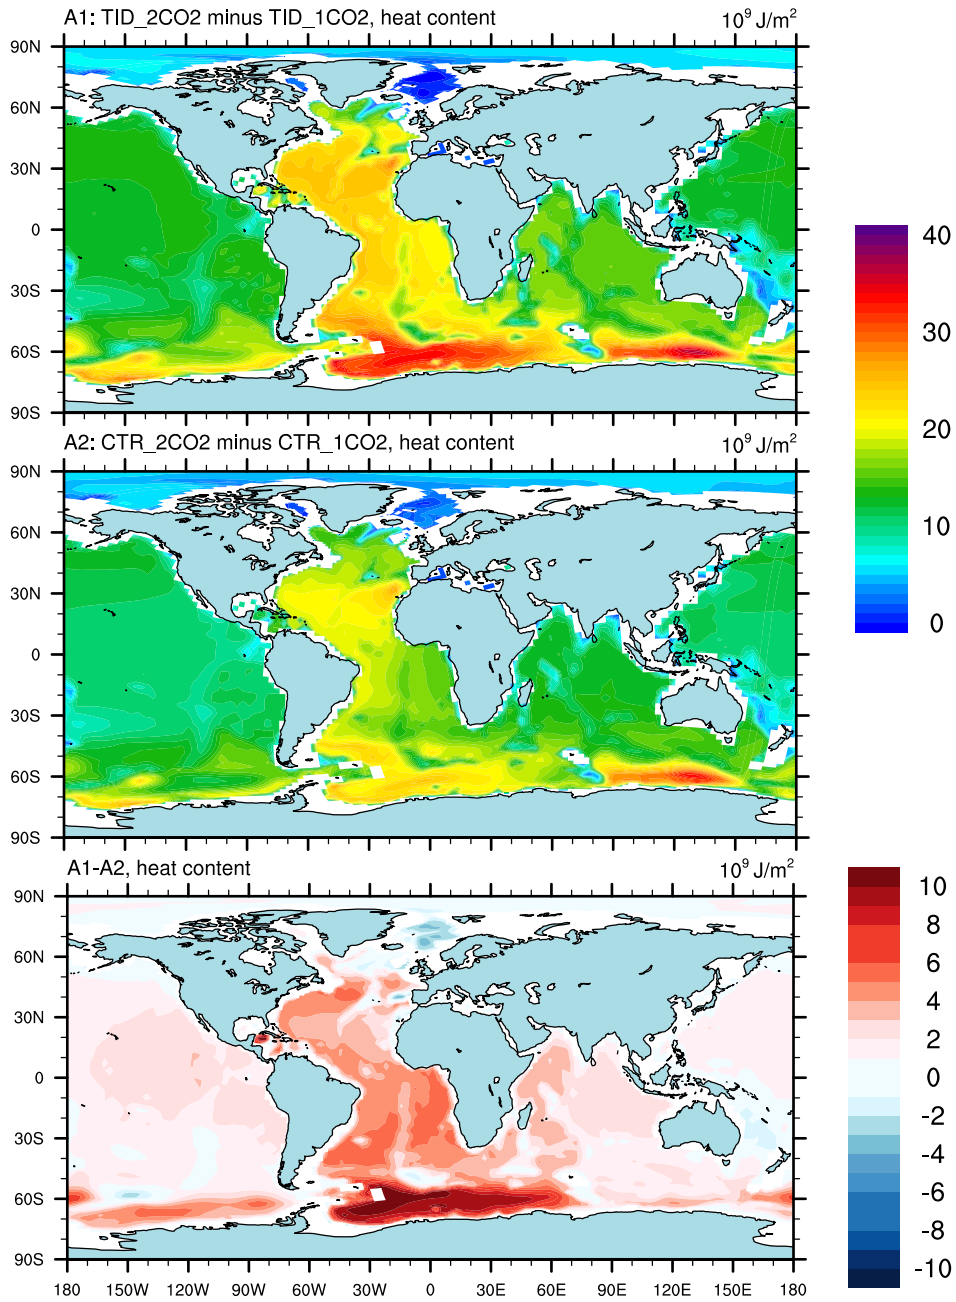 A1: TID_2CO2 minus TID_1CO2, heat content 10⁹ J/m²
90N
60N
30N
0
30S
60S
90S
40
30
20
10
0
A2: CTR_2CO2 minus CTR_1CO2, heat content 10⁹ J/m²
90N
60N
30N
0
30S
60S
90S
A1-A2, heat content 10⁹ J/m²
90N
60N
30N
0
30S
60S
90S
10
8
6
4
2
0
-2
-4
-6
-8
-10
180 150W 120W 90W 60W 30W 0 30E 60E 90E 120E 150E 180